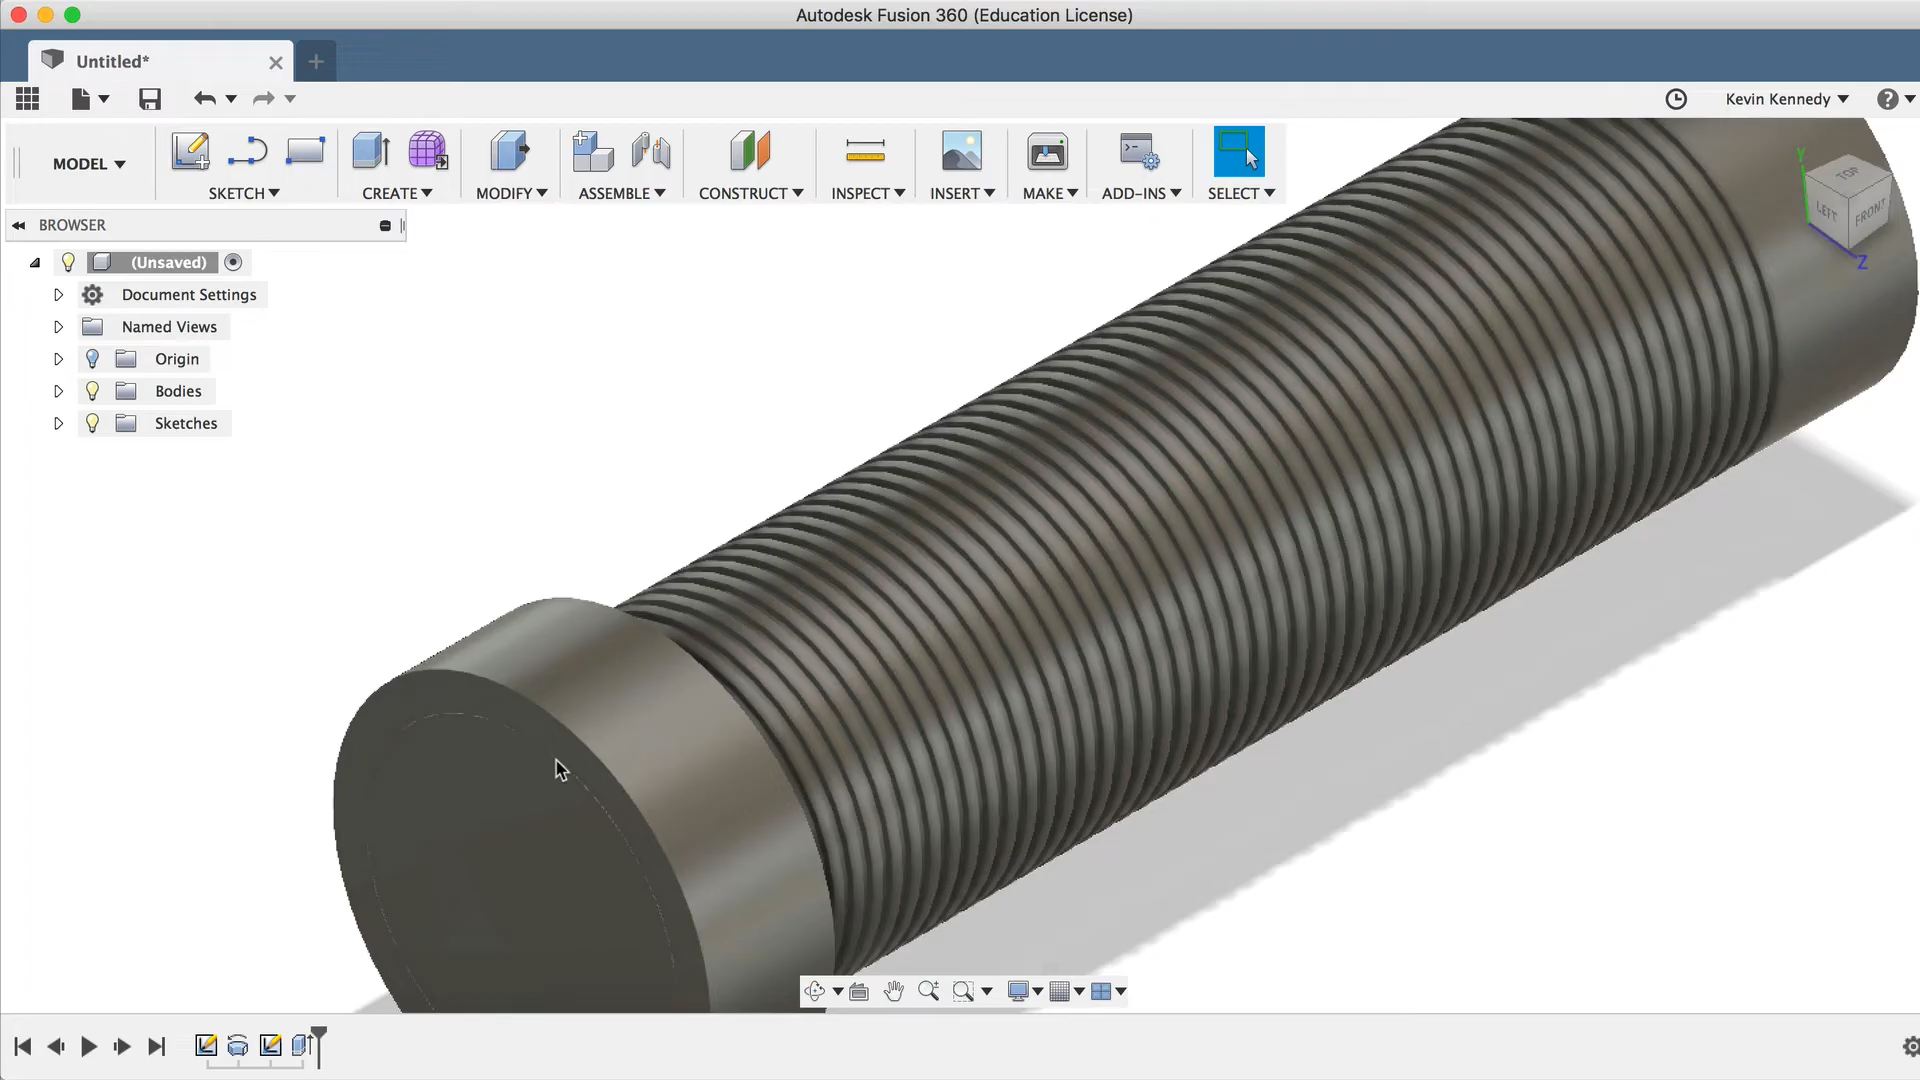 Autodesk Fusion 360 (Education License)
Untitled*
Kevin Kennedy
?
MODEL
SKETCH
CREATE
MODIFY
ASSEMBLE
CONSTRUCT
INSPECT
INSERT
MAKE
ADD-INS
SELECT
BROWSER
(Unsaved)
Document Settings
Named Views
Origin
Bodies
Sketches
Y
TOP
LEFT
FRONT
Z